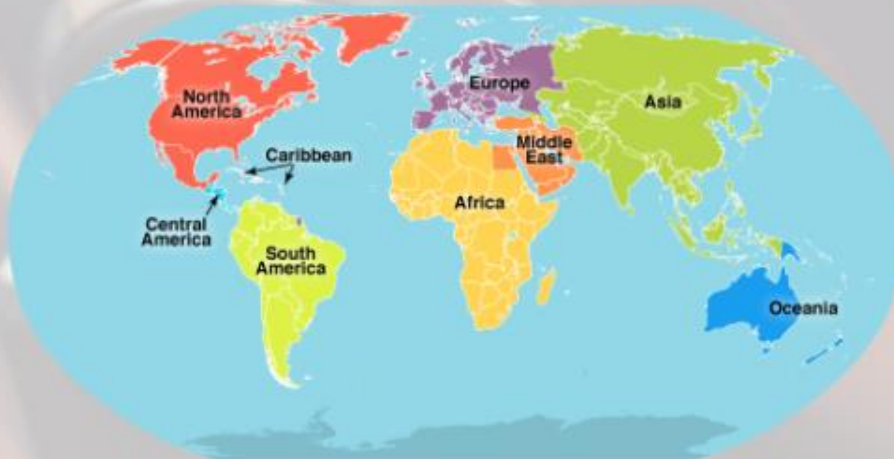 Europe
Asia
North
America
Middle
East
Caribbean
Africa
Central
America
South
America
Oceania